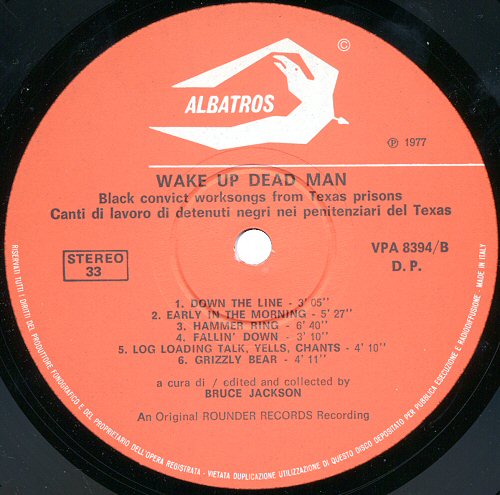 ALBATROS
©
℗ 1977
WAKE UP DEAD MAN
Black convict worksongs from Texas prisons
Canti di lavoro di detenuti negri nei penitenziari del Texas
STEREO
33
VPA 8394/B
D. P.
1. DOWN THE LINE - 3' 05''
2. EARLY IN THE MORNING - 5' 27''
3. HAMMER RING - 6' 40''
4. FALLIN' DOWN - 3' 10''
5. LOG LOADING TALK, YELLS, CHANTS - 4' 10''
6. GRIZZLY BEAR - 4' 11''
a cura di / edited and collected by
BRUCE JACKSON
An Original ROUNDER RECORDS Recording
RISERVATI TUTTI I DIRITTI DEL PRODUTTORE FONOGRAFICO E DEL PROPRIETARIO DELL'OPERA REGISTRATA - VIETATA DUPLICAZIONE UTILIZZAZIONE DI QUESTO DISCO DEPOSITATO PER PUBBLICA ESECUZIONE E RADIODIFFUSIONE - MADE IN ITALY